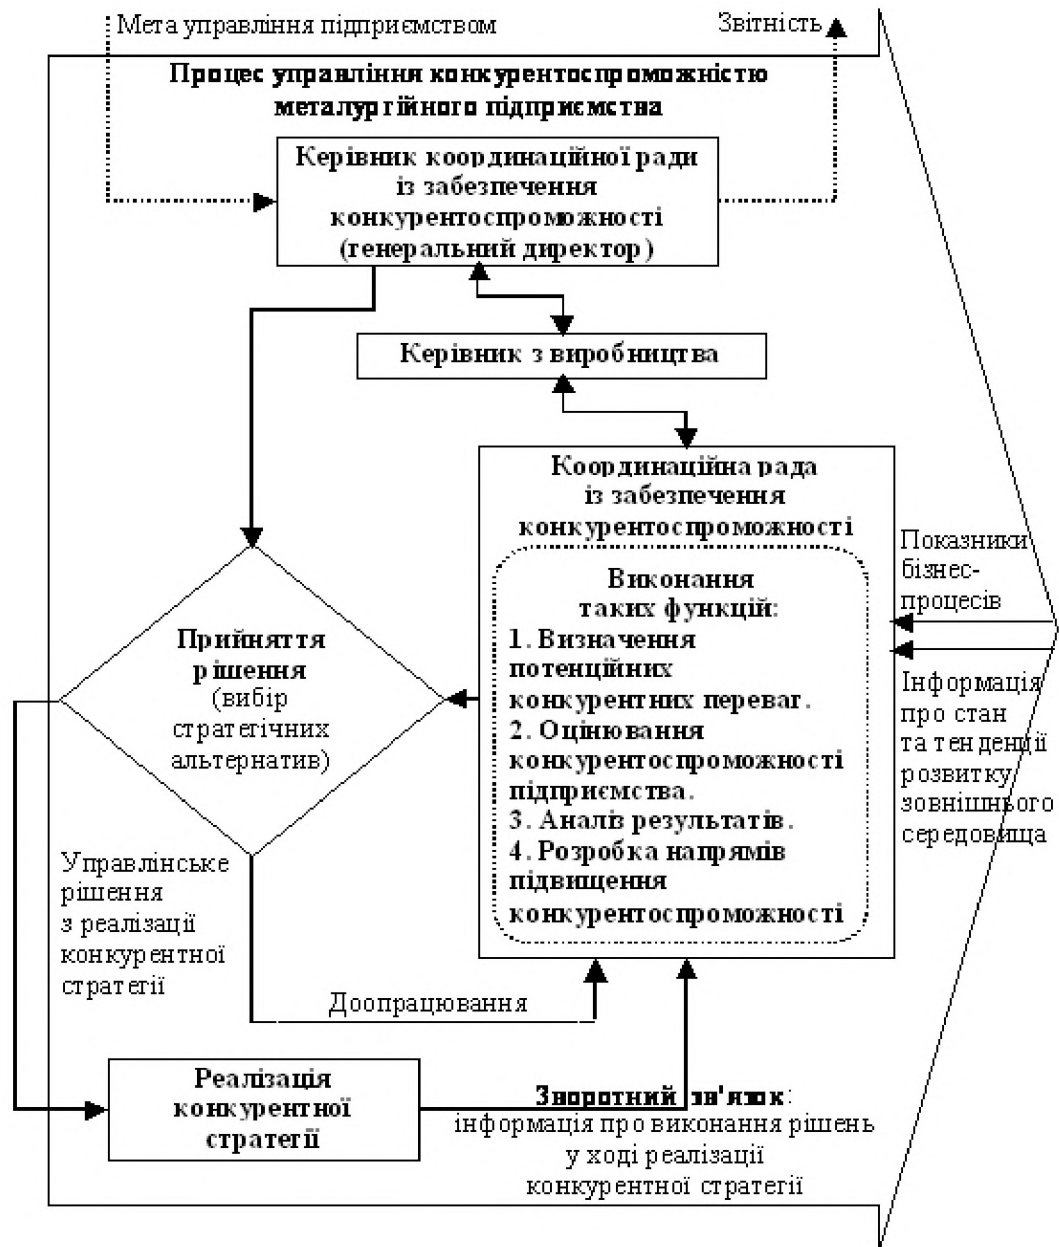 Мета управління підприємством
Звітність
Процес управління конкурентоспроможністю
металургійного підприємства
Керівник координаційної ради
із забезпечення
конкурентоспроможності
(генеральний директор)
Керівник з виробництва
Координаційна рада
із забезпечення
конкурентоспроможності
Виконання
таких функцій:
1. Визначення
потенційних
конкурентних переваг.
2. Оцінювання
конкурентоспроможності
підприємства.
3. Аналіз результатів.
4. Розробка напрямів
підвищення
конкурентоспроможності
Показники
бізнес-
процесів
Інформація
про стан
та тенденції
розвитку
зовнішнього
середовища
Прийняття
рішення
(вибір
стратегічних
альтернатив)
Управлінське
рішення
з реалізації
конкурентної
стратегії
Доопрацювання
Реалізація
конкурентної
стратегії
Зворотний зв'язок:
інформація про виконання рішень
у ході реалізації
конкурентної стратегії